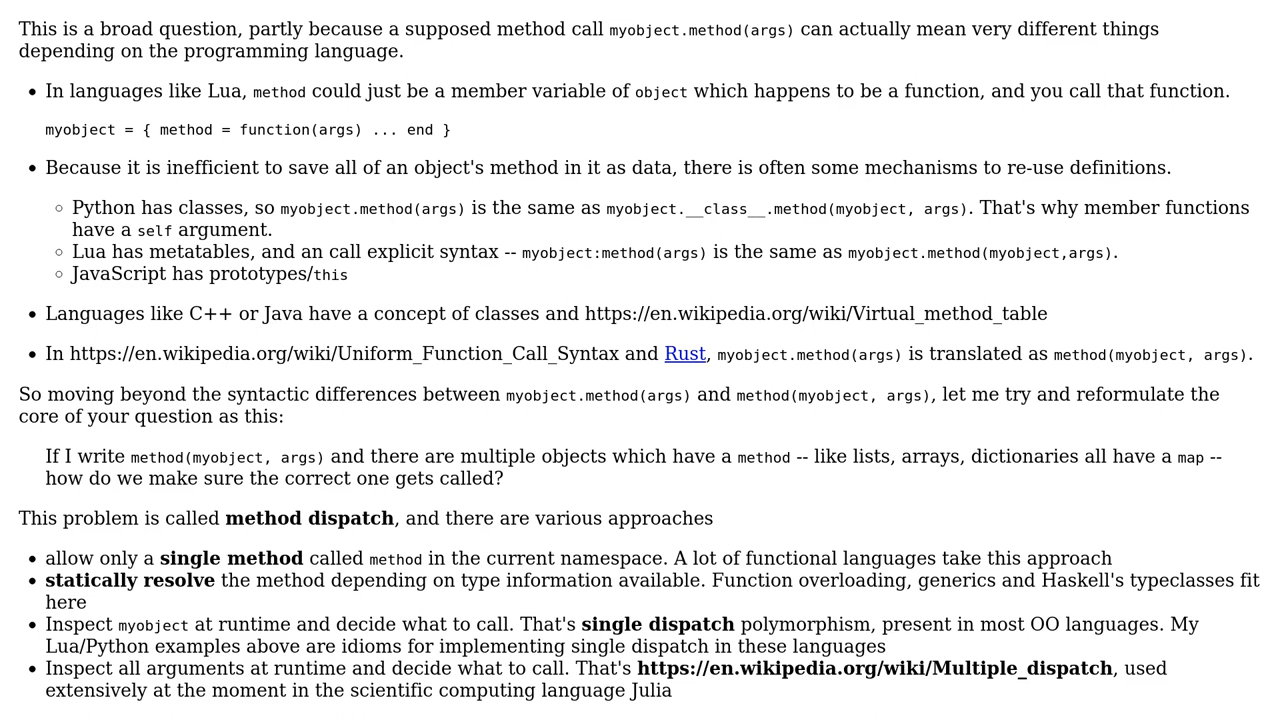 This is a broad question, partly because a supposed method call myobject.method(args) can actually mean very different things
depending on the programming language.
• In languages like Lua, method could just be a member variable of object which happens to be a function, and you call that function.
myobject = { method = function(args) ... end }
• Because it is inefficient to save all of an object's method in it as data, there is often some mechanisms to re-use definitions.
◦ Python has classes, so myobject.method(args) is the same as myobject.__class__.method(myobject, args). That's why member functions
have a self argument.
◦ Lua has metatables, and an call explicit syntax -- myobject:method(args) is the same as myobject.method(myobject,args).
◦ JavaScript has prototypes/this
• Languages like C++ or Java have a concept of classes and https://en.wikipedia.org/wiki/Virtual_method_table
• In https://en.wikipedia.org/wiki/Uniform_Function_Call_Syntax and Rust, myobject.method(args) is translated as method(myobject, args).
So moving beyond the syntactic differences between myobject.method(args) and method(myobject, args), let me try and reformulate the
core of your question as this:
If I write method(myobject, args) and there are multiple objects which have a method -- like lists, arrays, dictionaries all have a map --
how do we make sure the correct one gets called?
This problem is called method dispatch, and there are various approaches
• allow only a single method called method in the current namespace. A lot of functional languages take this approach
• statically resolve the method depending on type information available. Function overloading, generics and Haskell's typeclasses fit
here
• Inspect myobject at runtime and decide what to call. That's single dispatch polymorphism, present in most OO languages. My
Lua/Python examples above are idioms for implementing single dispatch in these languages
• Inspect all arguments at runtime and decide what to call. That's https://en.wikipedia.org/wiki/Multiple_dispatch, used
extensively at the moment in the scientific computing language Julia